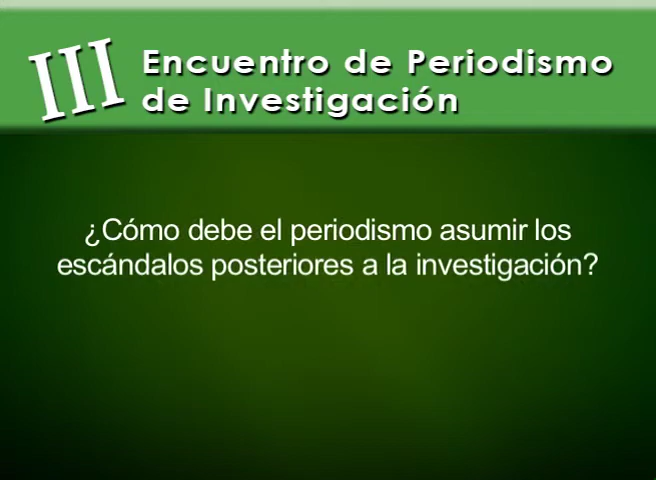 III Encuentro de Periodismo
de Investigación
¿Cómo debe el periodismo asumir los
escándalos posteriores a la investigación?